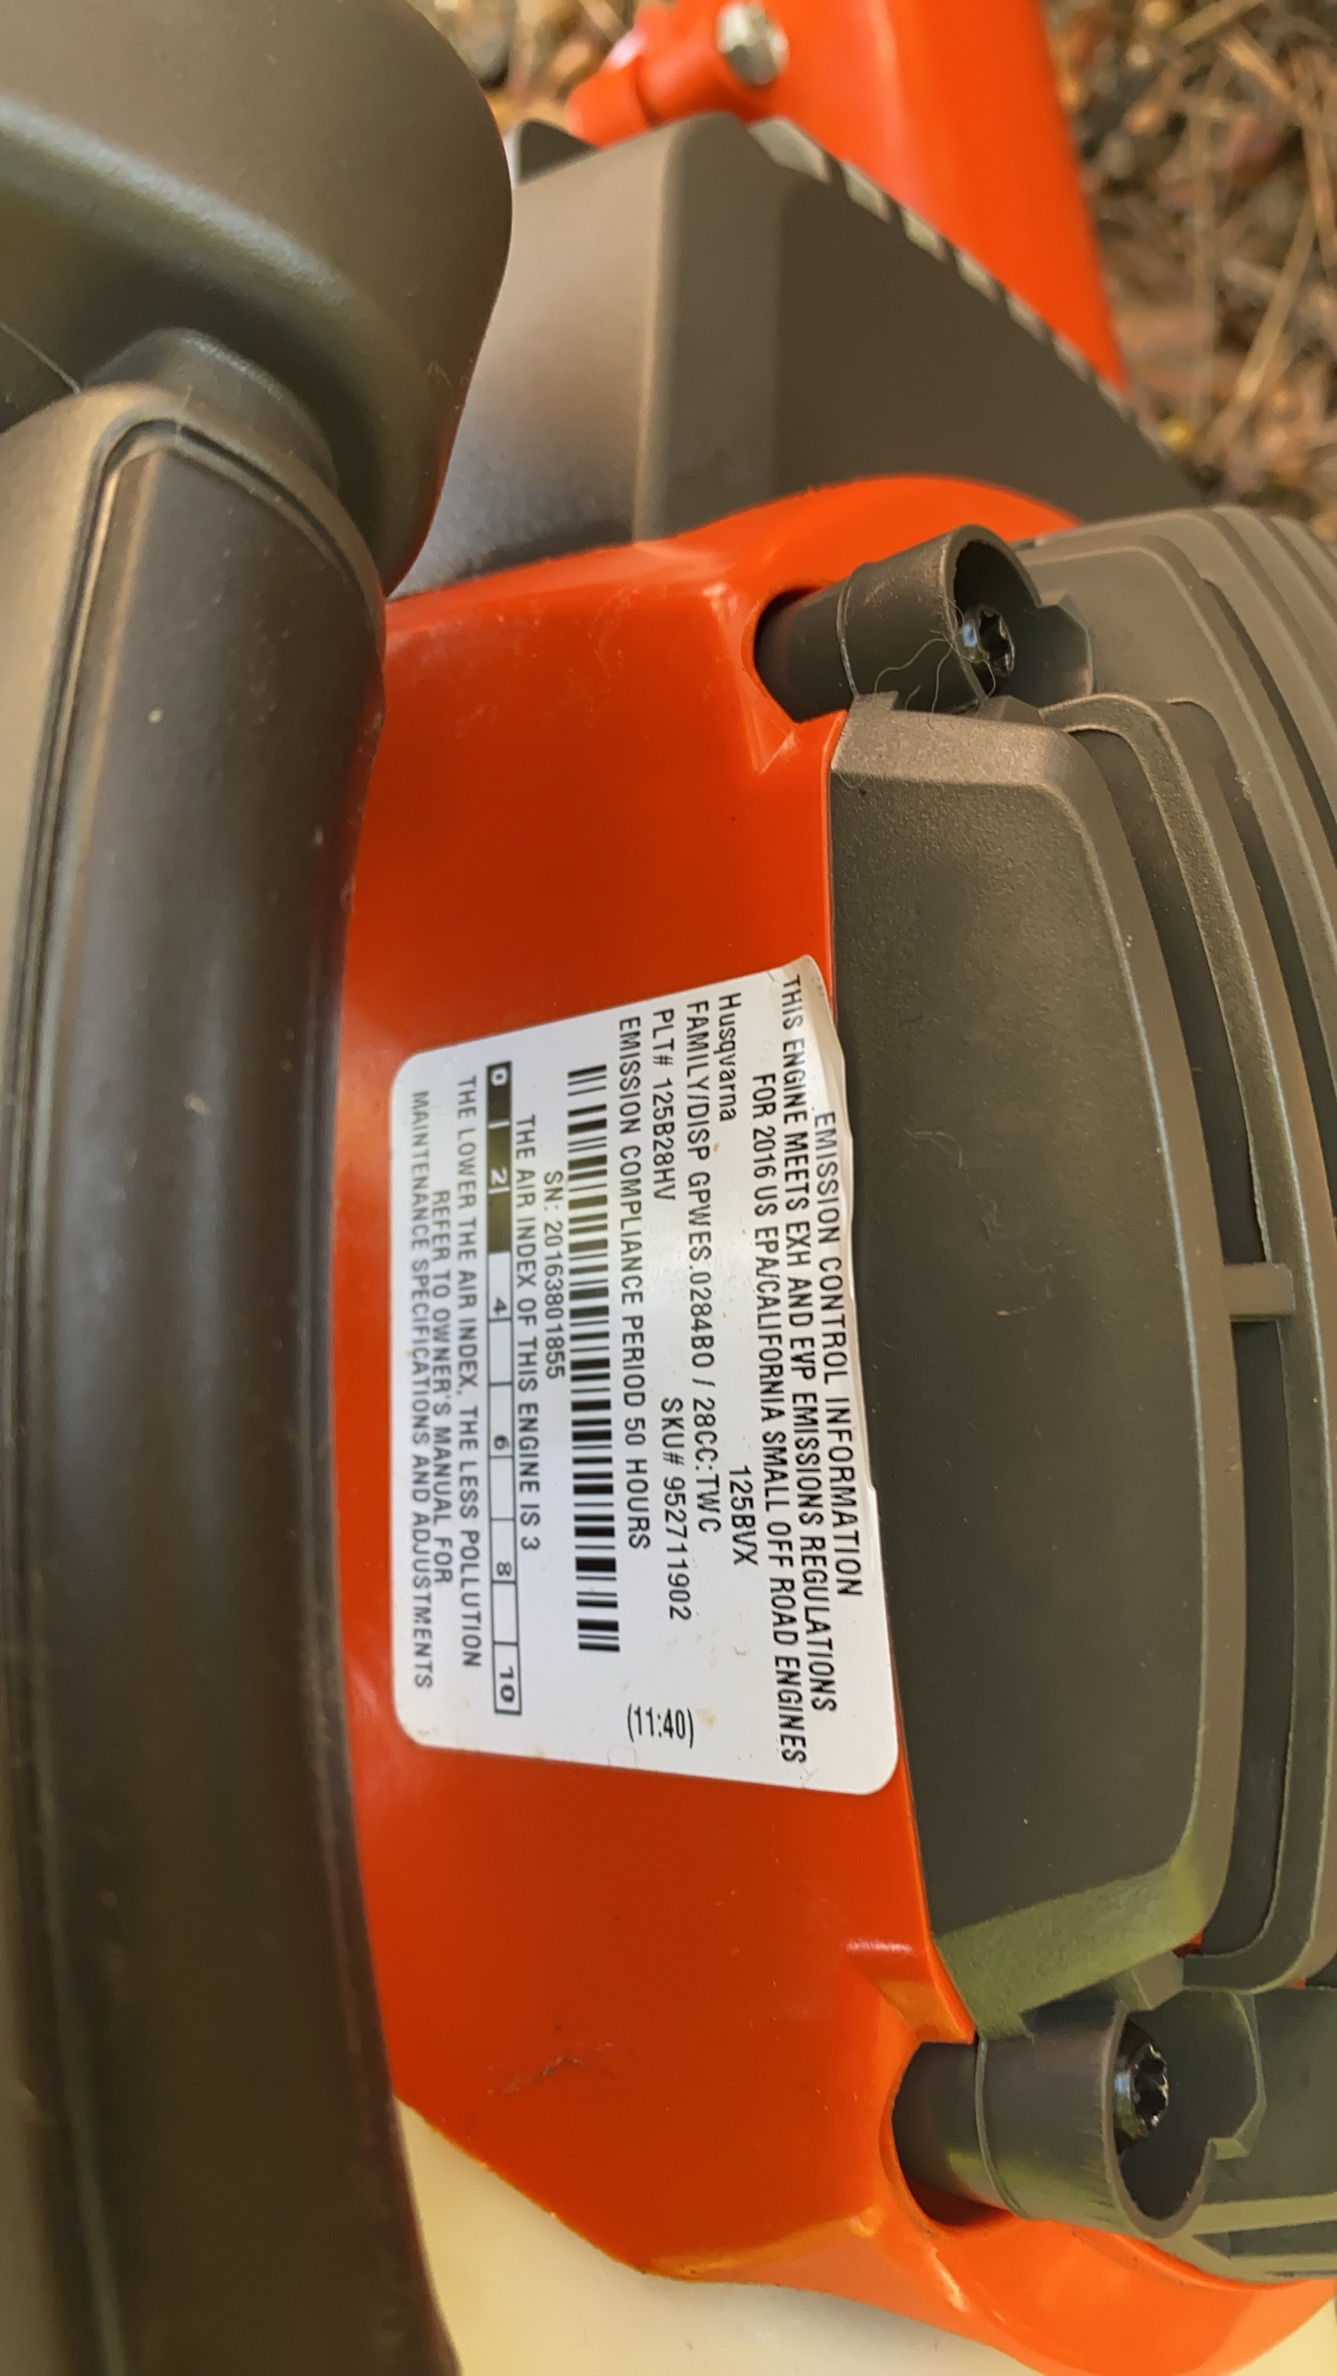 EMISSION CONTROL INFORMATION
THIS ENGINE MEETS EXH AND EVP EMISSIONS REGULATIONS
FOR 2016 US EPA/CALIFORNIA SMALL OFF ROAD ENGINES
Husqvarna 125BVX
FAMILY/DISP GPWES.0284BO / 28CC:TWC
PLT# 125B28HV SKU# 952711902
EMISSION COMPLIANCE PERIOD 50 HOURS
(11:40)
SN: 20163801855
THE AIR INDEX OF THIS ENGINE IS 3
0 2 4 6 8 10
THE LOWER THE AIR INDEX, THE LESS POLLUTION
REFER TO OWNER'S MANUAL FOR
MAINTENANCE SPECIFICATIONS AND ADJUSTMENTS